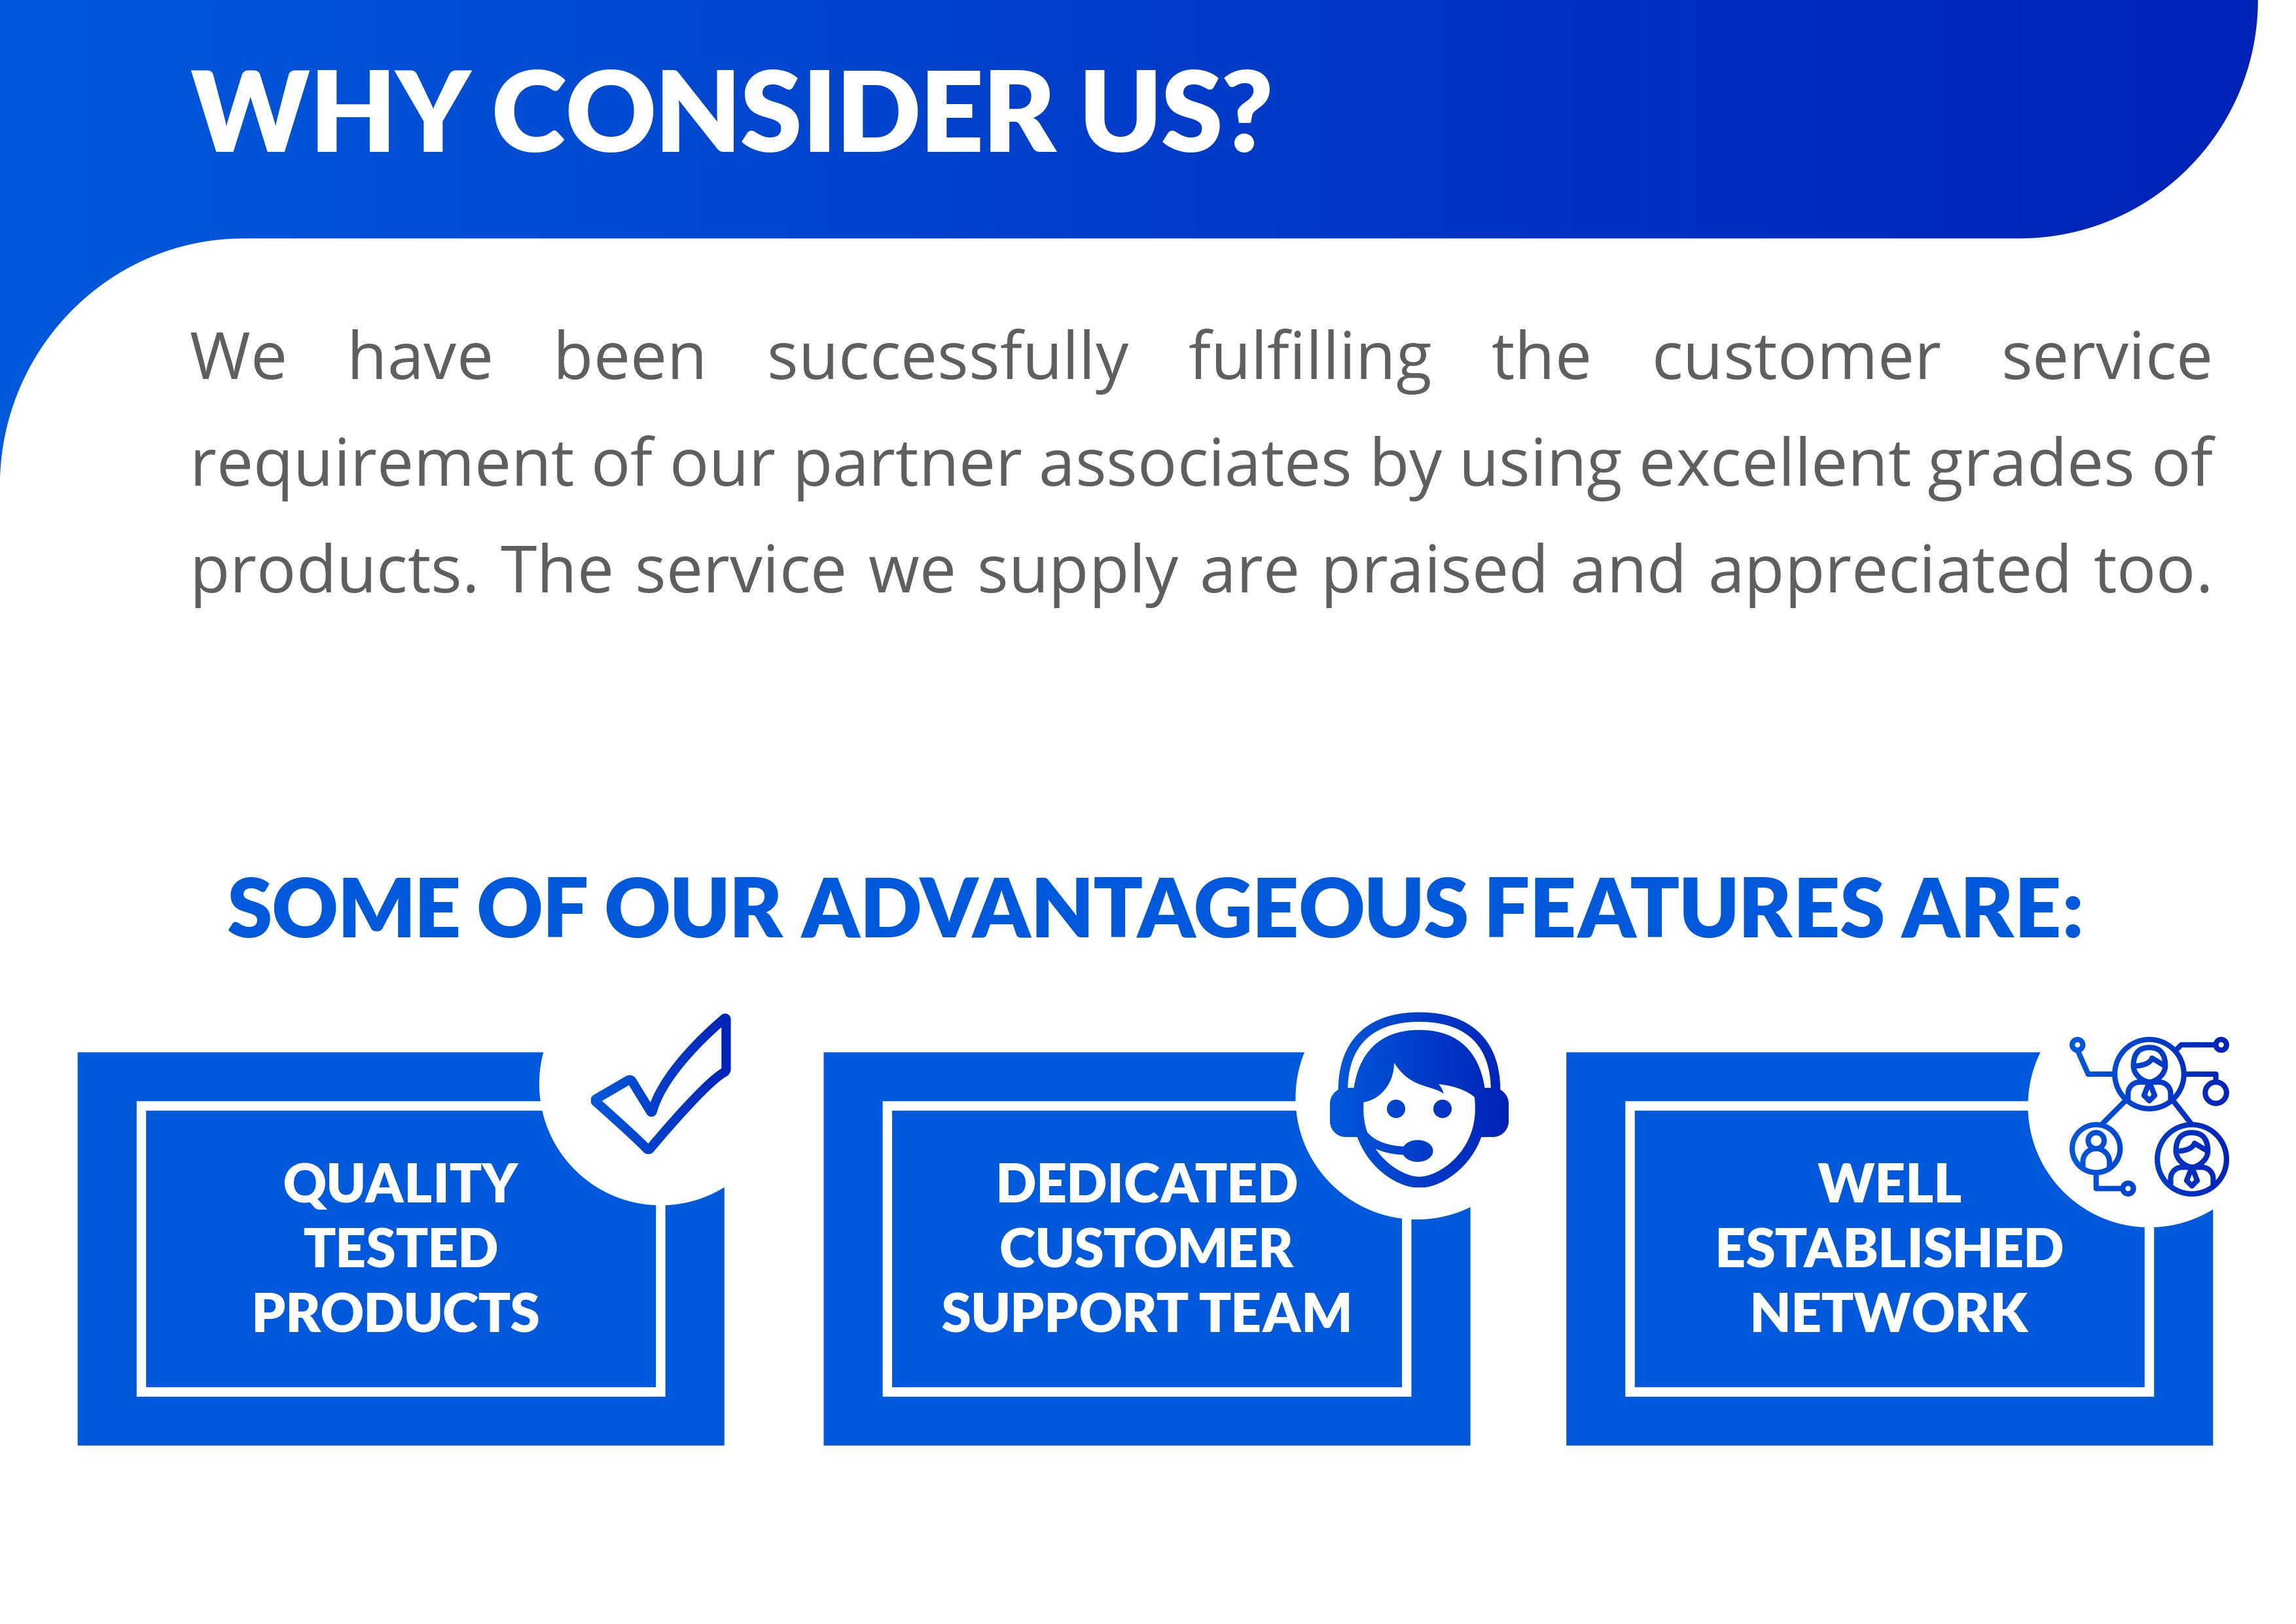 WHY CONSIDER US?
We have been successfully fulfilling the customer service
requirement of our partner associates by using excellent grades of
products. The service we supply are praised and appreciated too.
SOME OF OUR ADVANTAGEOUS FEATURES ARE:
QUALITY
TESTED
PRODUCTS
DEDICATED
CUSTOMER
SUPPORT TEAM
WELL
ESTABLISHED
NETWORK